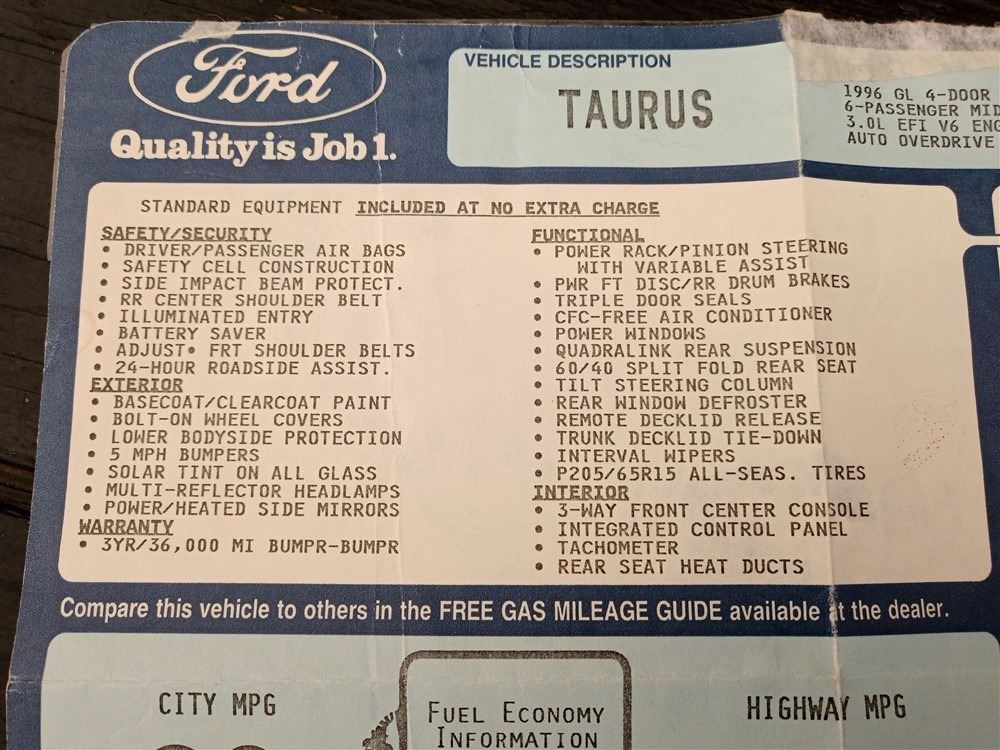 Ford
Quality is Job 1.
VEHICLE DESCRIPTION
TAURUS
1996 GL 4-DOOR
6-PASSENGER
3.0L EFI V6
AUTO OVERDRIVE
STANDARD EQUIPMENT INCLUDED AT NO EXTRA CHARGE
SAFETY/SECURITY
• DRIVER/PASSENGER AIR BAGS
• SAFETY CELL CONSTRUCTION
• SIDE IMPACT BEAM PROTECT.
• RR CENTER SHOULDER BELT
• ILLUMINATED ENTRY
• BATTERY SAVER
• ADJUST• FRT SHOULDER BELTS
• 24-HOUR ROADSIDE ASSIST.
EXTERIOR
• BASECOAT/CLEARCOAT PAINT
• BOLT-ON WHEEL COVERS
• LOWER BODYSIDE PROTECTION
• 5 MPH BUMPERS
• SOLAR TINT ON ALL GLASS
• MULTI-REFLECTOR HEADLAMPS
• POWER/HEATED SIDE MIRRORS
WARRANTY
• 3YR/36,000 MI BUMPR-BUMPR
FUNCTIONAL
• POWER RACK/PINION STEERING
WITH VARIABLE ASSIST
• PWR FT DISC/RR DRUM BRAKES
• TRIPLE DOOR SEALS
• CFC-FREE AIR CONDITIONER
• POWER WINDOWS
• QUADRALINK REAR SUSPENSION
• 60/40 SPLIT FOLD REAR SEAT
• TILT STEERING COLUMN
• REAR WINDOW DEFROSTER
• REMOTE DECKLID RELEASE
• TRUNK DECKLID TIE-DOWN
• INTERVAL WIPERS
• P205/65R15 ALL-SEAS. TIRES
INTERIOR
• 3-WAY FRONT CENTER CONSOLE
• INTEGRATED CONTROL PANEL
• TACHOMETER
• REAR SEAT HEAT DUCTS
Compare this vehicle to others in the FREE GAS MILEAGE GUIDE available at the dealer.
CITY MPG
FUEL ECONOMY
INFORMATION
HIGHWAY MPG